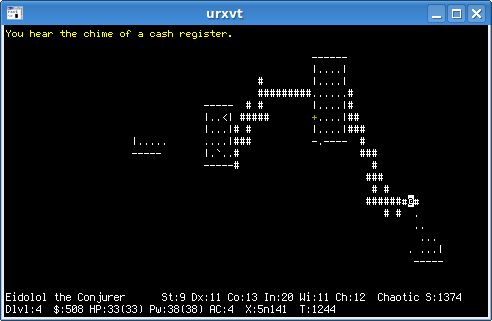 urxvt
You hear the chime of a cash register.
------
|....|
# |....|
#########......#
----- # # |....|#
|..<| ##### +....|##
|...|# # |....|###
|..... ....|### -.---- #
----- |.`..# ###
-----# #
###
# #
#######@#
# # .
..
...
. ...|
-----
Eidolol the Conjurer St:9 Dx:11 Co:13 In:20 Wi:11 Ch:12 Chaotic S:1374
Dlvl:4 $:508 HP:33(33) Pw:38(38) AC:4 X:5n141 T:1244